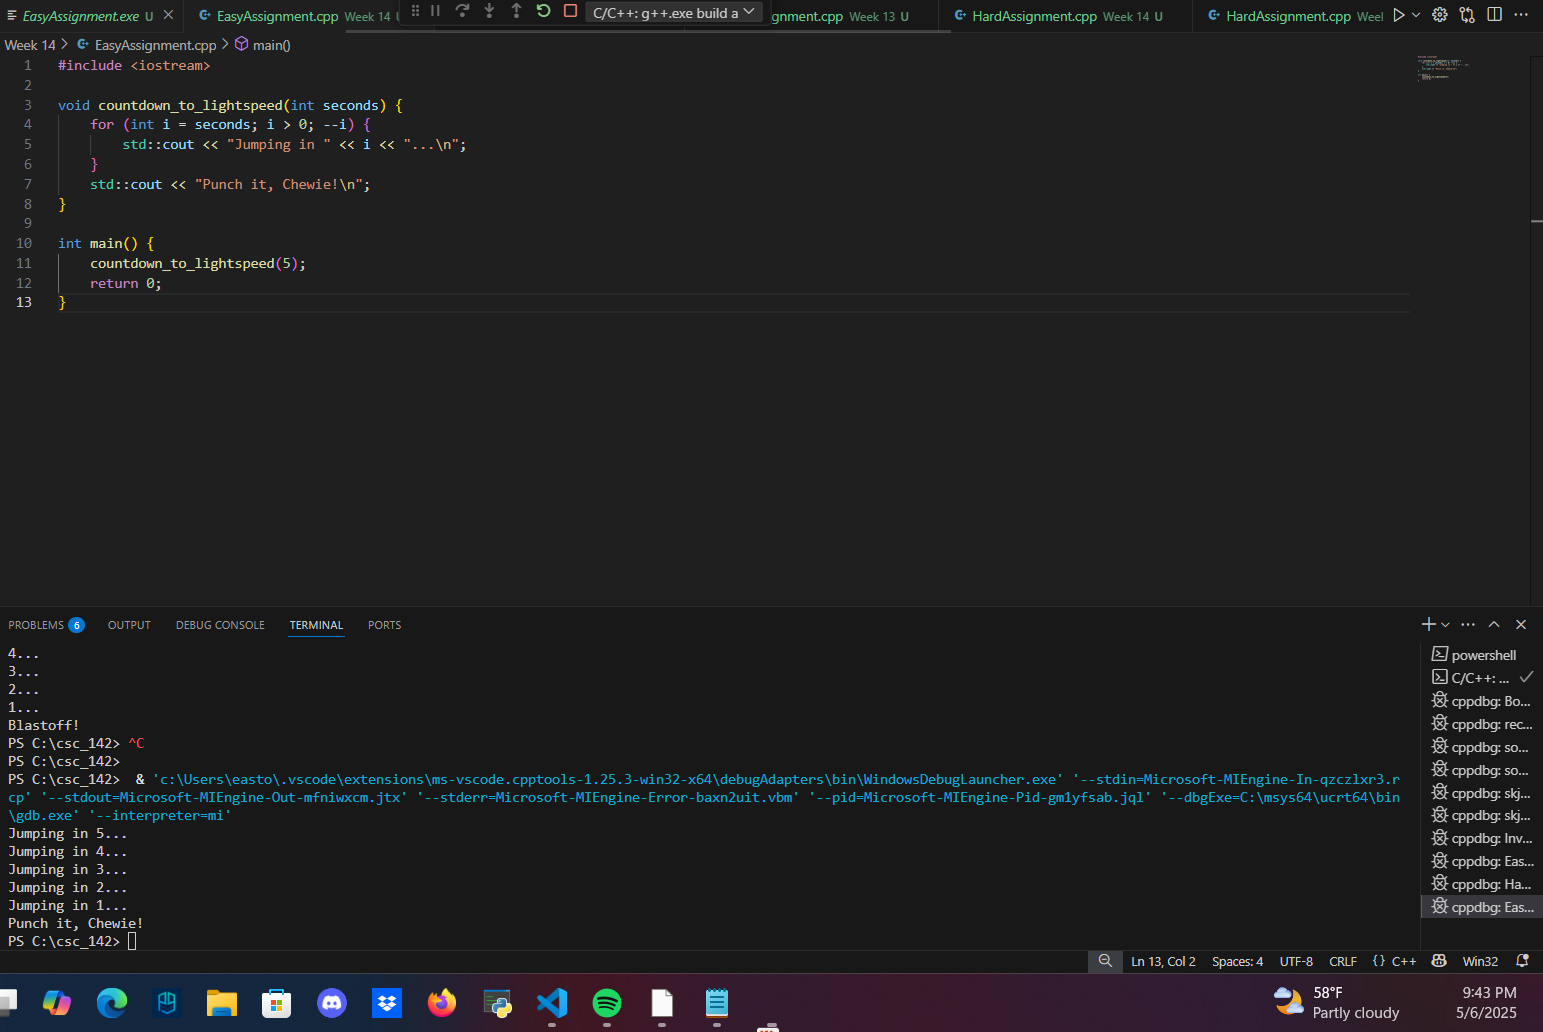 EasyAssignment.exe U
EasyAssignment.cpp Week 14
C/C++: g++.exe build a
gnment.cpp Week 13 U
HardAssignment.cpp Week 14 U
HardAssignment.cpp Weel
Week 14 > EasyAssignment.cpp > main()
1 #include <iostream>
2
3 void countdown_to_lightspeed(int seconds) {
4 for (int i = seconds; i > 0; --i) {
5 std::cout << "Jumping in " << i << "...\n";
6 }
7 std::cout << "Punch it, Chewie!\n";
8 }
9
10 int main() {
11 countdown_to_lightspeed(5);
12 return 0;
13 }
PROBLEMS 6 OUTPUT DEBUG CONSOLE TERMINAL PORTS
4...
3...
2...
1...
Blastoff!
PS C:\csc_142> ^C
PS C:\csc_142>
PS C:\csc_142> & 'c:\Users\easto\.vscode\extensions\ms-vscode.cpptools-1.25.3-win32-x64\debugAdapters\bin\WindowsDebugLauncher.exe' '--stdin=Microsoft-MIEngine-In-qzczlxr3.r
cp' '--stdout=Microsoft-MIEngine-Out-mfniwxcm.jtx' '--stderr=Microsoft-MIEngine-Error-baxn2uit.vbm' '--pid=Microsoft-MIEngine-Pid-gm1yfsab.jql' '--dbgExe=C:\msys64\ucrt64\bin
\gdb.exe' '--interpreter=mi'
Jumping in 5...
Jumping in 4...
Jumping in 3...
Jumping in 2...
Jumping in 1...
Punch it, Chewie!
PS C:\csc_142>
powershell
C/C++: ...
cppdbg: Bo...
cppdbg: rec...
cppdbg: so...
cppdbg: so...
cppdbg: skj...
cppdbg: skj...
cppdbg: Inv...
cppdbg: Eas...
cppdbg: Ha...
cppdbg: Eas...
Ln 13, Col 2 Spaces: 4 UTF-8 CRLF {} C++ Win32
58°F
Partly cloudy
9:43 PM
5/6/2025